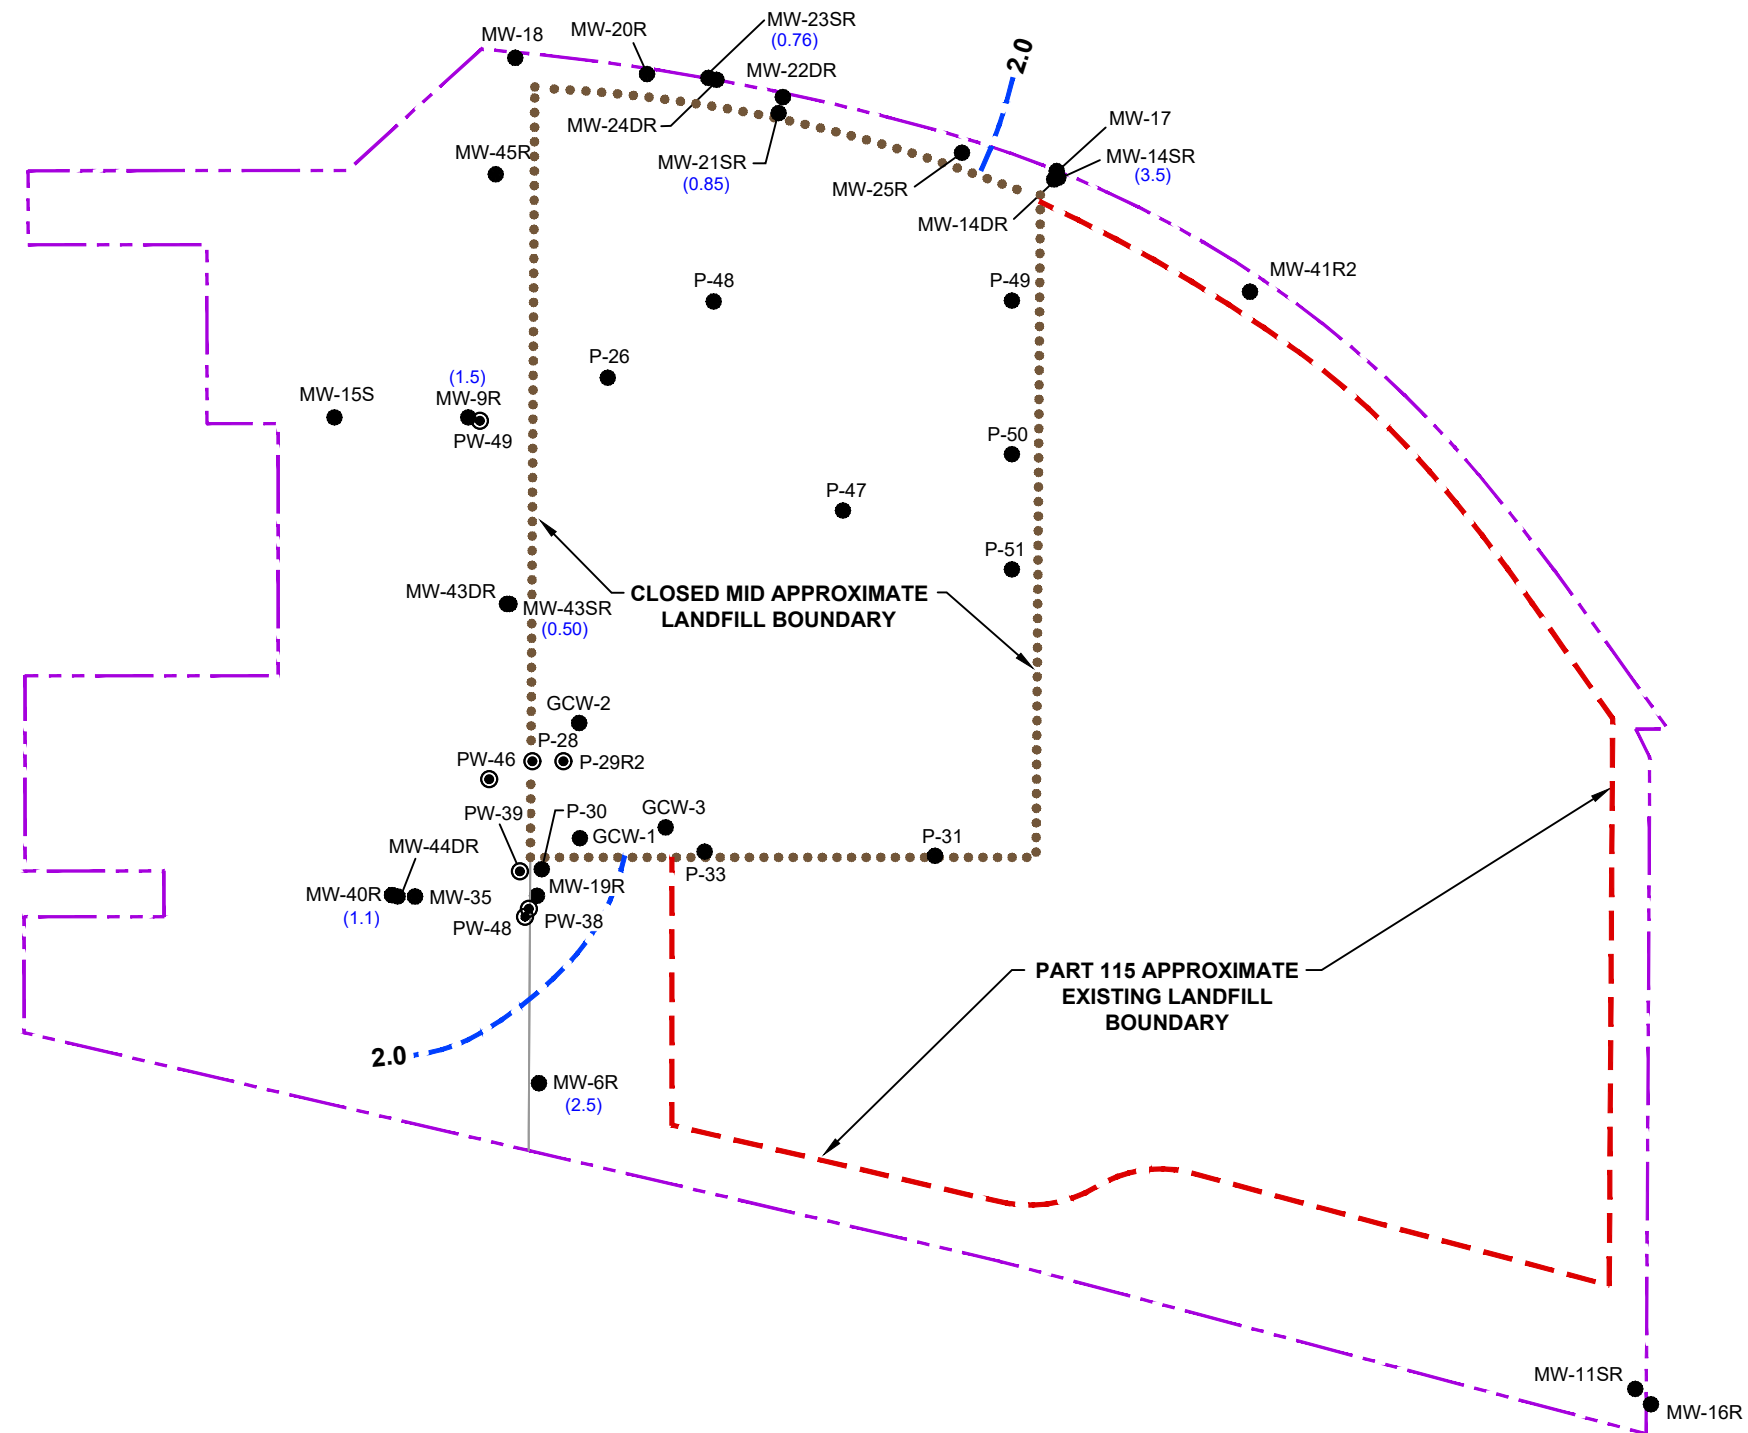 MW-23SR
(0.76)
MW-18
MW-20R
2.0
MW-22DR
MW-24DR
MW-17
MW-45R
MW-21SR
(0.85)
MW-14SR
(3.5)
MW-25R
MW-14DR
MW-41R2
P-48
P-49
P-26
(1.5)
MW-9R
MW-15S
PW-49
P-50
P-47
P-51
MW-43DR
MW-43SR
(0.50)
CLOSED MID APPROXIMATE
LANDFILL BOUNDARY
GCW-2
P-28
PW-46
P-29R2
PW-39
P-30
GCW-3
GCW-1
P-31
MW-44DR
P-33
MW-40R
(1.1)
MW-35
MW-19R
PW-48
PW-38
PART 115 APPROXIMATE
EXISTING LANDFILL
BOUNDARY
2.0
MW-6R
(2.5)
MW-11SR
MW-16R